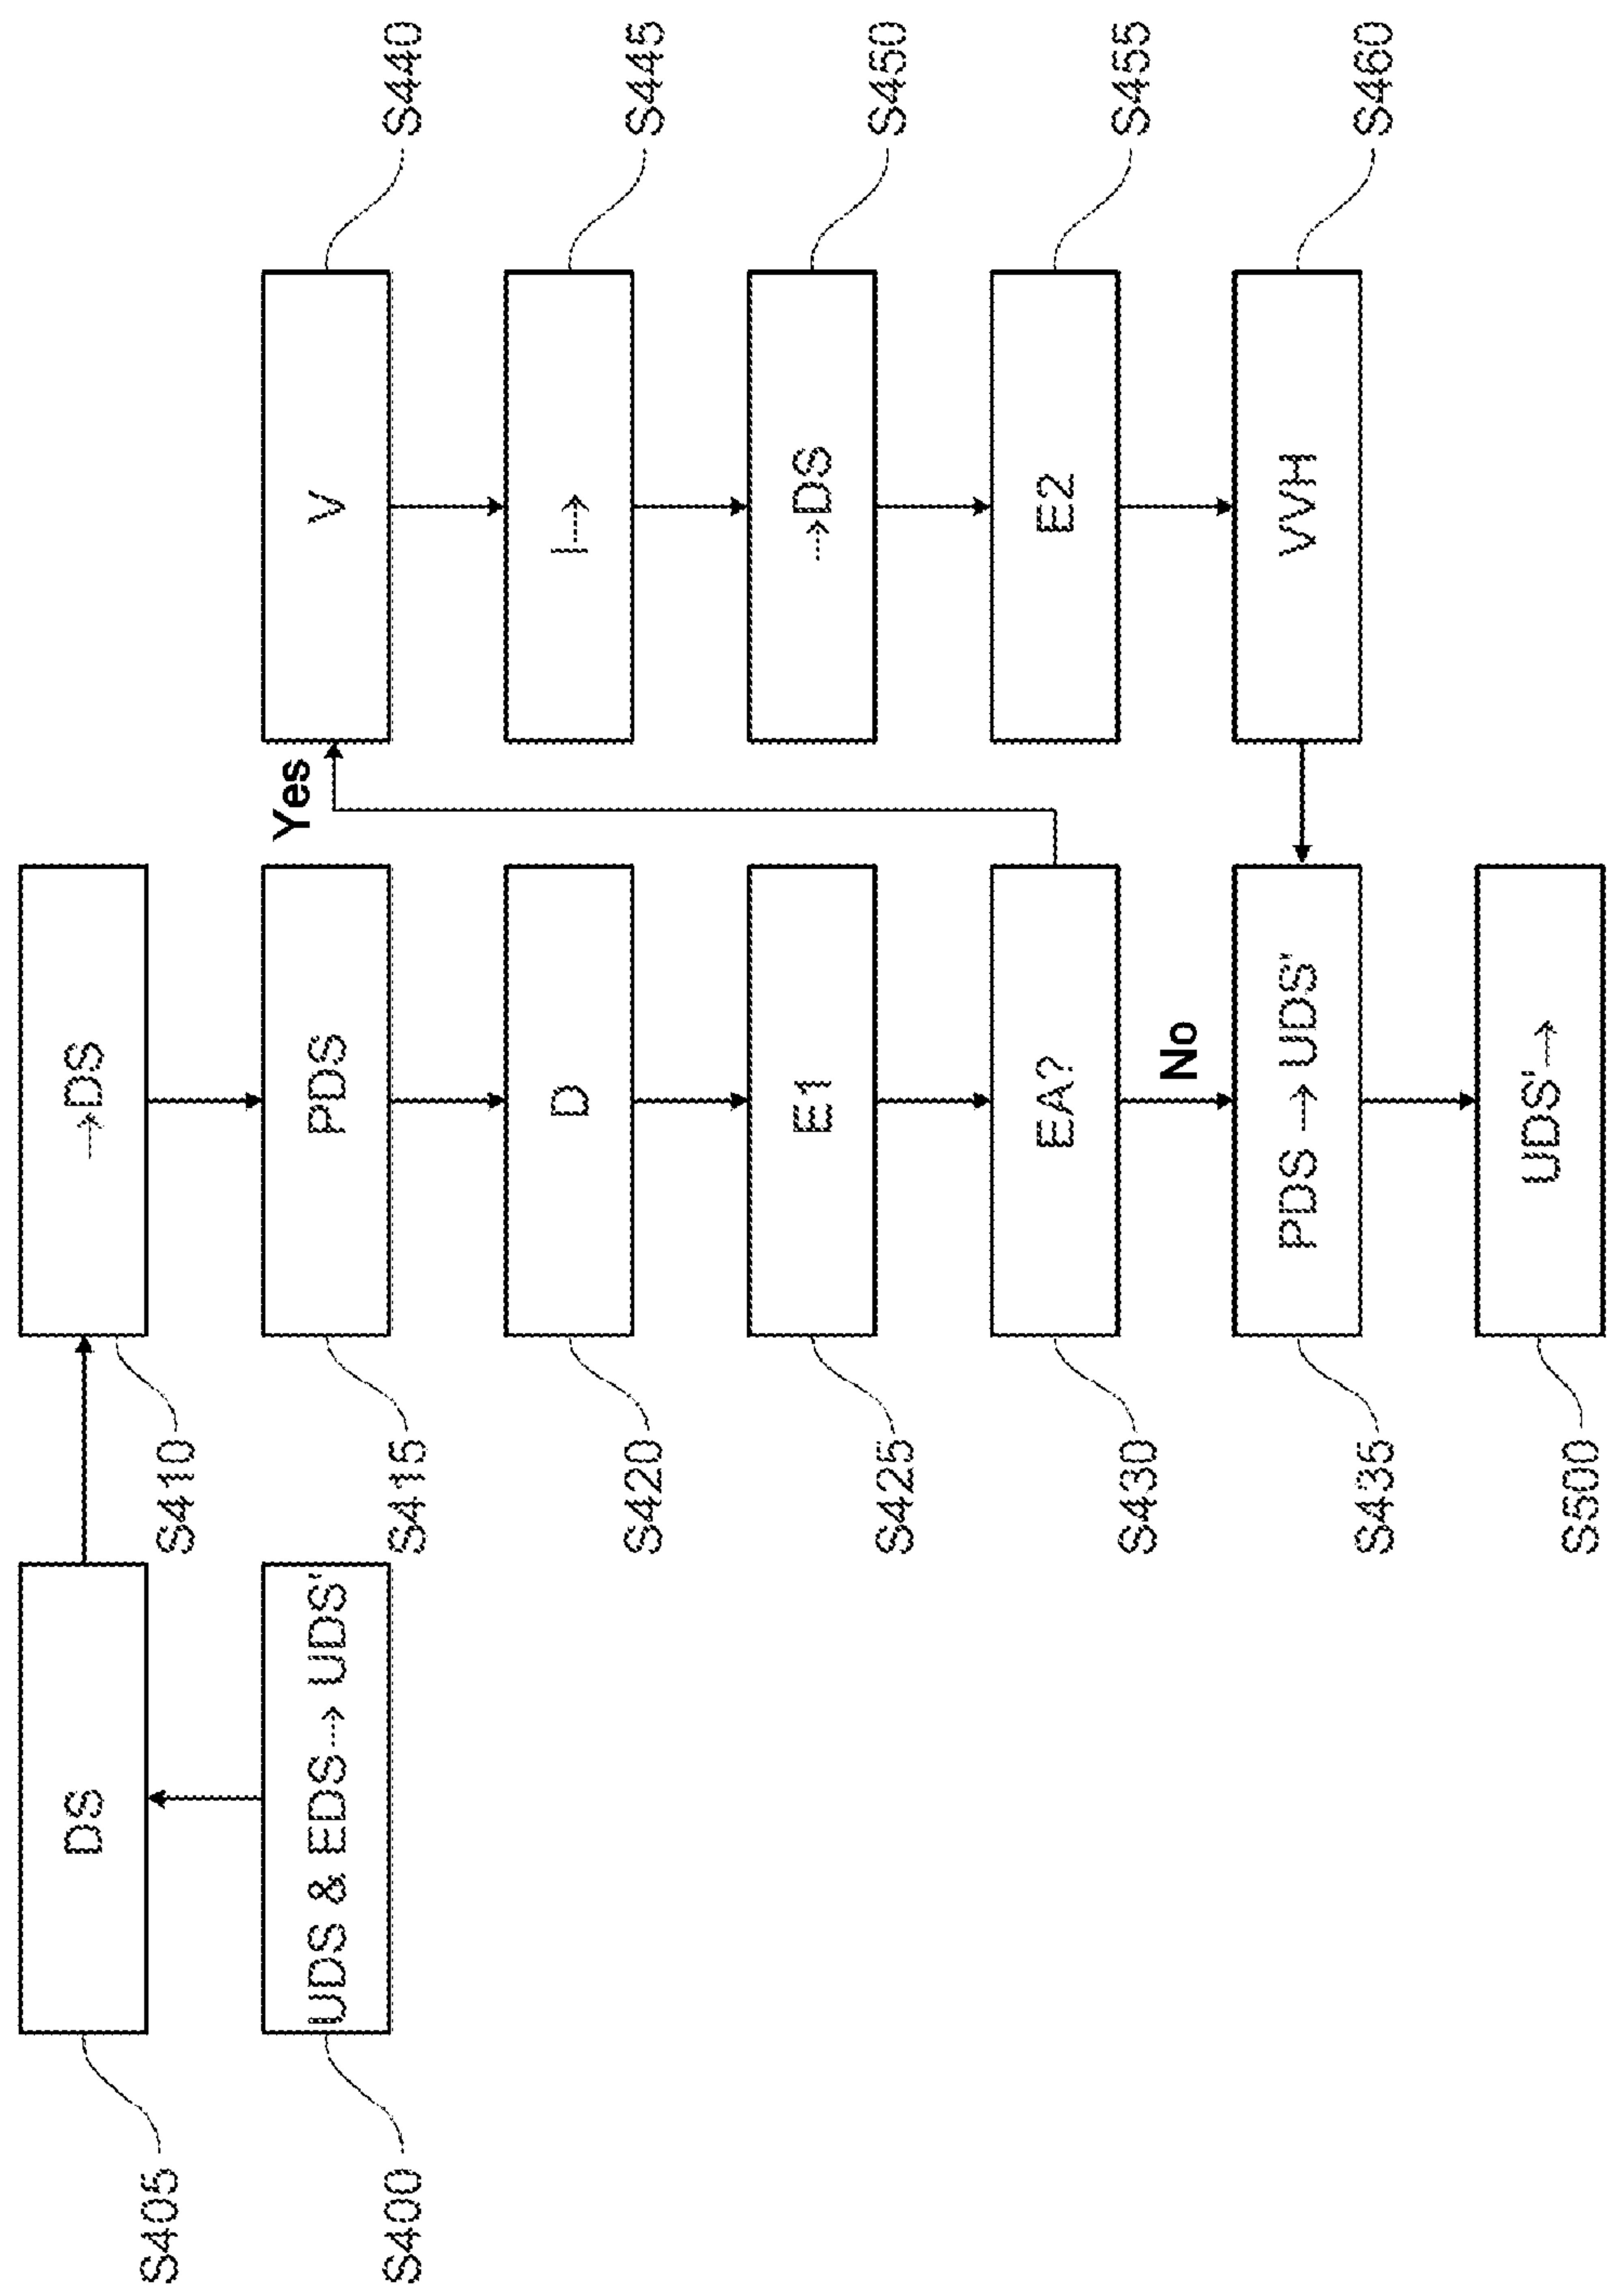 S405
DS
S400
UDS & EDS→ UDS'
S410
→DS
S415
PDS
S420
D
S425
E1
S430
EA?
Yes
No
S435
PDS → UDS'
S500
UDS'→
V
S440
I→
S445
→DS
S450
E2
S455
VVH
S460